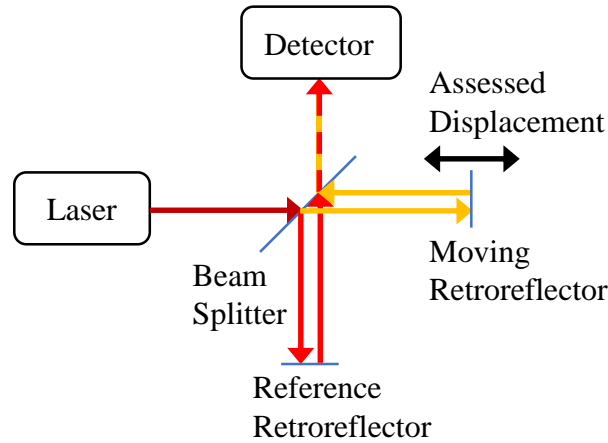 Detector
Assessed
Displacement
Laser
Beam
Splitter
Moving
Retroreflector
Reference
Retroreflector